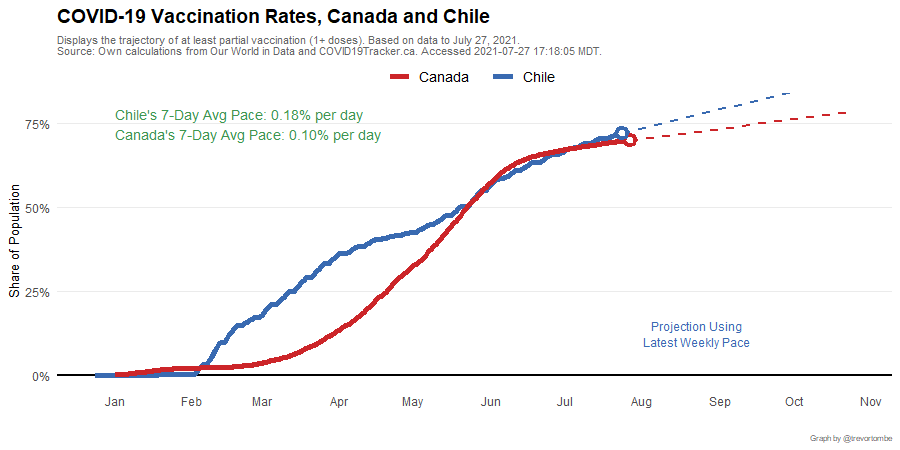 COVID-19 Vaccination Rates, Canada and Chile
Displays the trajectory of at least partial vaccination (1+ doses). Based on data to July 27, 2021.
Source: Own calculations from Our World in Data and COVID19Tracker.ca. Accessed 2021-07-27 17:18:05 MDT.
Canada Chile
Chile's 7-Day Avg Pace: 0.18% per day
Canada's 7-Day Avg Pace: 0.10% per day
75%
50%
25%
0%
Share of Population
Projection Using
Latest Weekly Pace
Jan Feb Mar Apr May Jun Jul Aug Sep Oct Nov
Graph by @trevortombe